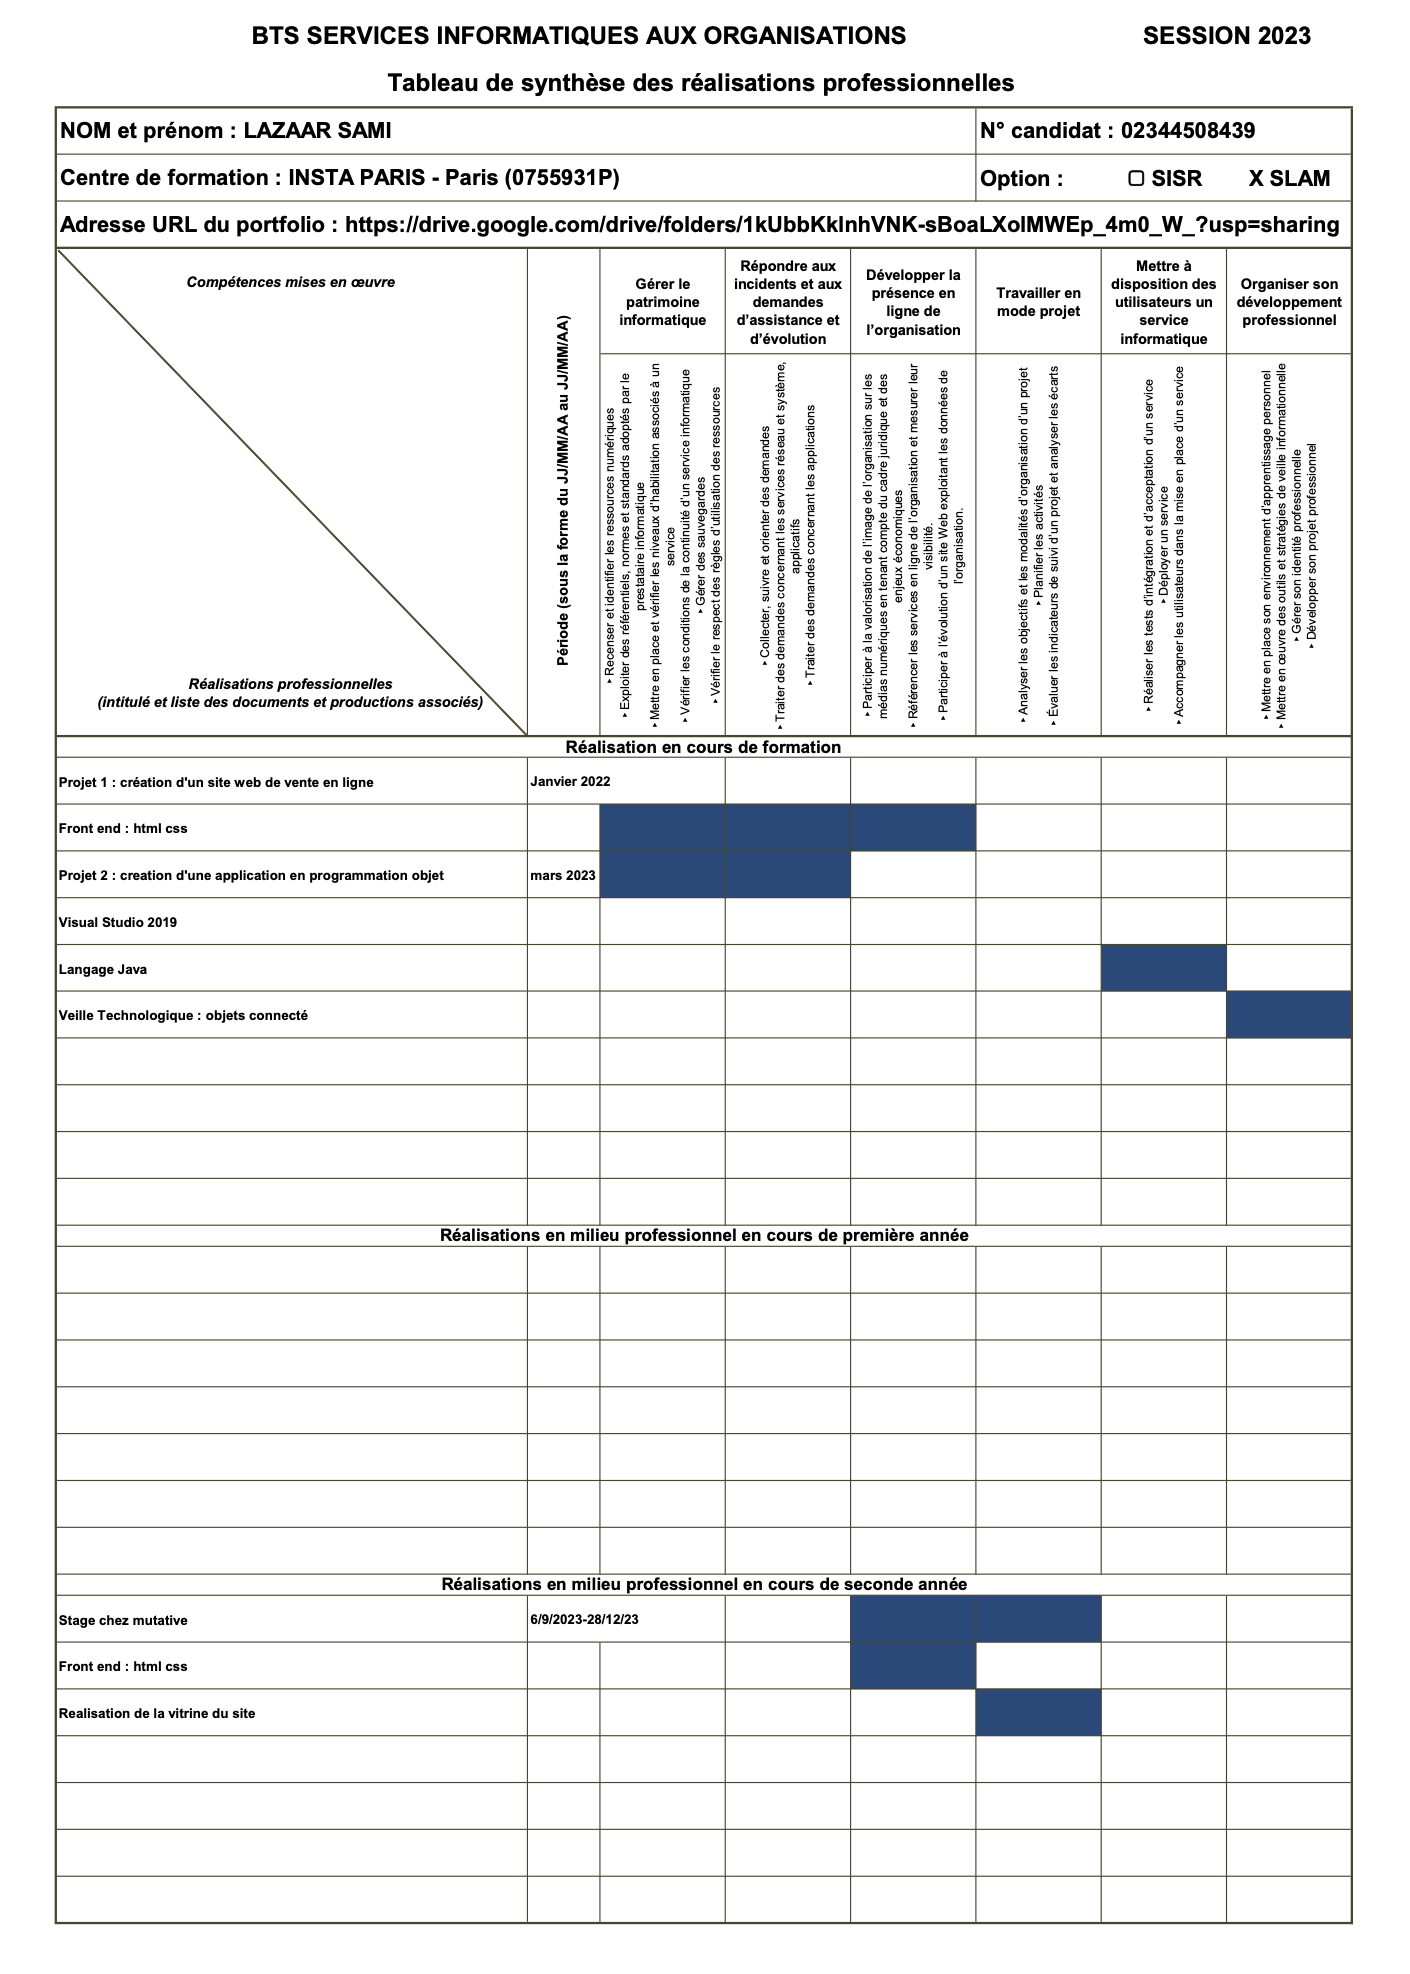 BTS SERVICES INFORMATIQUES AUX ORGANISATIONS SESSION 2023
Tableau de synthèse des réalisations professionnelles
NOM et prénom : LAZAAR SAMI N° candidat : 02344508439
Centre de formation : INSTA PARIS - Paris (0755931P) Option : ▢ SISR X SLAM
Adresse URL du portfolio : https://drive.google.com/drive/folders/1kUbbKkInhVNK-sBoaLXolMWEp_4m0_W_?usp=sharing
Compétences mises en œuvre
Réalisations professionnelles
(intitulé et liste des documents et productions associés)
Période (sous la forme du JJ/MM/AA au JJ/MM/AA)
Gérer le
patrimoine
informatique
Répondre aux
incidents et aux
demandes
d’assistance et
d’évolution
Développer la
présence en
ligne de
l’organisation
Travailler en
mode projet
Mettre à
disposition des
utilisateurs un
service
informatique
Organiser son
développement
professionnel
‣ Recenser et identifier les ressources numériques
‣ Exploiter des référentiels, normes et standards adoptés par le
prestataire informatique
‣ Mettre en place et vérifier les niveaux d’habilitation associés à un
service
‣ Vérifier les conditions de la continuité d’un service informatique
‣ Gérer des sauvegardes
‣ Vérifier le respect des règles d’utilisation des ressources
‣ Collecter, suivre et orienter des demandes
‣ Traiter des demandes concernant les services réseau et système,
applicatifs
‣ Traiter des demandes concernant les applications
‣ Participer à la valorisation de l’image de l’organisation sur les
médias numériques en tenant compte du cadre juridique et des
enjeux économiques
‣ Référencer les services en ligne de l’organisation et mesurer leur
visibilité.
‣ Participer à l’évolution d’un site Web exploitant les données de
l’organisation.
‣ Analyser les objectifs et les modalités d’organisation d’un projet
‣ Planifier les activités
‣ Évaluer les indicateurs de suivi d’un projet et analyser les écarts
‣ Réaliser les tests d’intégration et d’acceptation d’un service
‣ Déployer un service
‣ Accompagner les utilisateurs dans la mise en place d’un service
‣ Mettre en place son environnement d’apprentissage personnel
‣ Mettre en œuvre des outils et stratégies de veille informationnelle
‣ Gérer son identité professionnelle
‣ Développer son projet professionnel
Réalisation en cours de formation
Projet 1 : création d'un site web de vente en ligne Janvier 2022
Front end : html css
Projet 2 : creation d'une application en programmation objet mars 2023
Visual Studio 2019
Langage Java
Veille Technologique : objets connecté
Réalisations en milieu professionnel en cours de première année
Réalisations en milieu professionnel en cours de seconde année
Stage chez mutative 6/9/2023-28/12/23
Front end : html css
Realisation de la vitrine du site